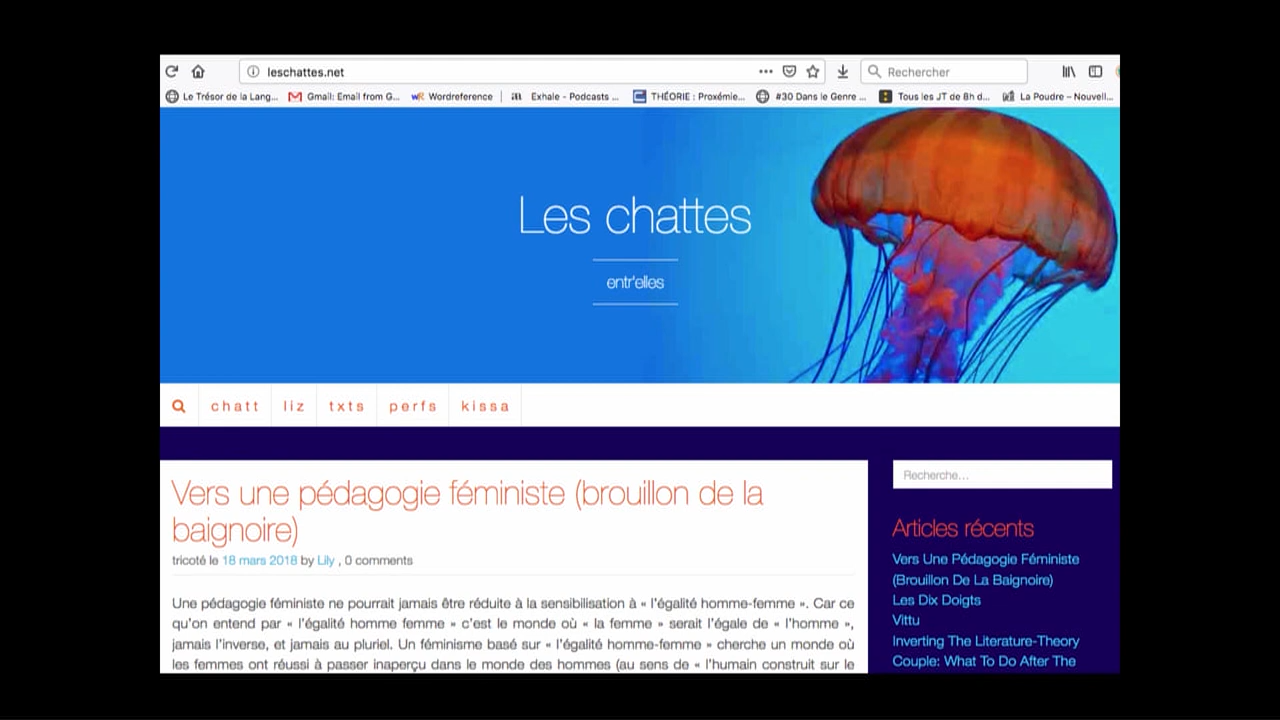 leschattes.net
Rechercher
Le Trésor de la Lang...
Gmail: Email from G...
Wordreference
Exhale - Podcasts ...
THÉORIE : Proxémie...
#30 Dans le Genre ...
Tous les JT de 8h d...
La Poudre – Nouvell...
Les chattes
entr'elles
chatt
liz
txts
perfs
kissa
Vers une pédagogie féministe (brouillon de la
baignoire)
tricoté le 18 mars 2018 by Lily , 0 comments
Une pédagogie féministe ne pourrait jamais être réduite à la sensibilisation à « l'égalité homme-femme ». Car ce
qu'on entend par « l'égalité homme femme » c'est le monde où « la femme » serait l'égale de « l'homme »,
jamais l'inverse, et jamais au pluriel. Un féminisme basé sur « l'égalité homme-femme » cherche un monde où
les femmes ont réussi à passer inaperçu dans le monde des hommes (au sens de « l'humain construit sur le
Recherche...
Articles récents
Vers Une Pédagogie Féministe
(Brouillon De La Baignoire)
Les Dix Doigts
Vittu
Inverting The Literature-Theory
Couple: What To Do After The